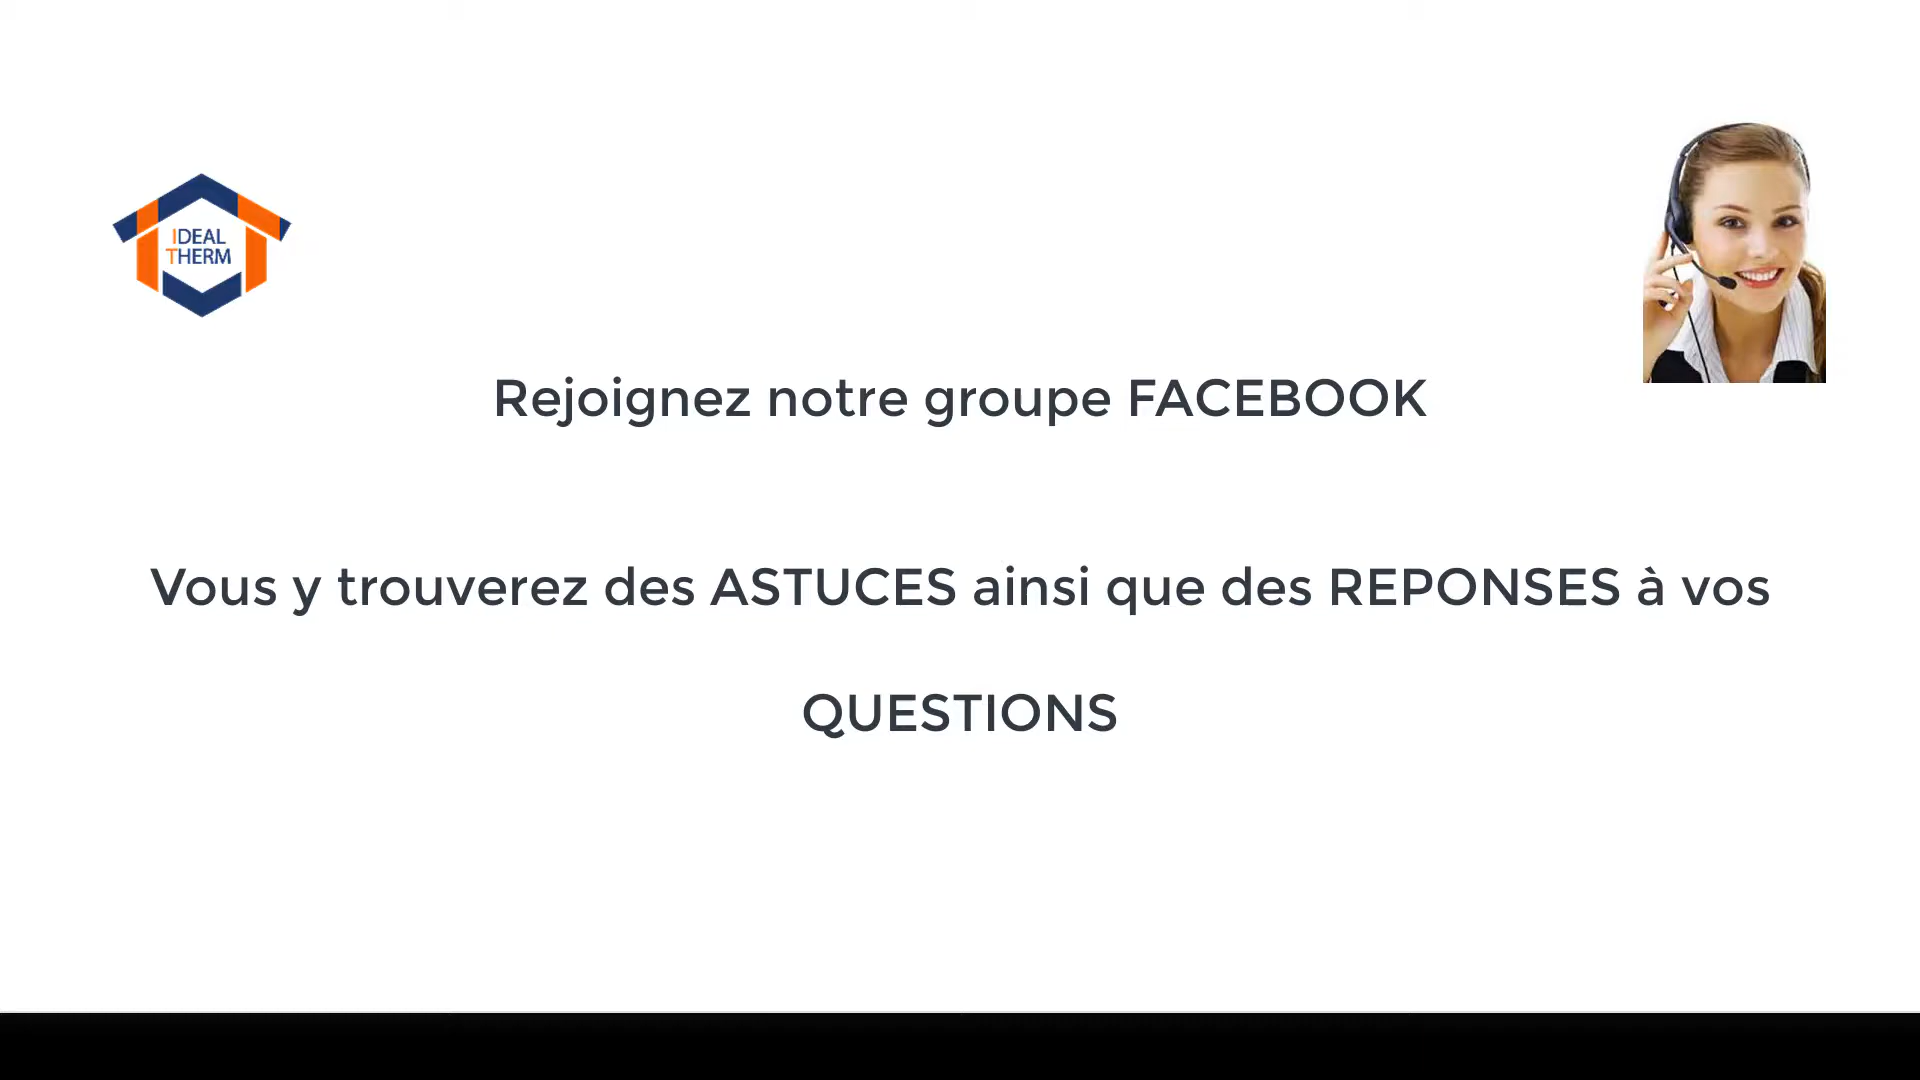 IDEAL
THERM
Rejoignez notre groupe FACEBOOK
Vous y trouverez des ASTUCES ainsi que des REPONSES à vos
QUESTIONS